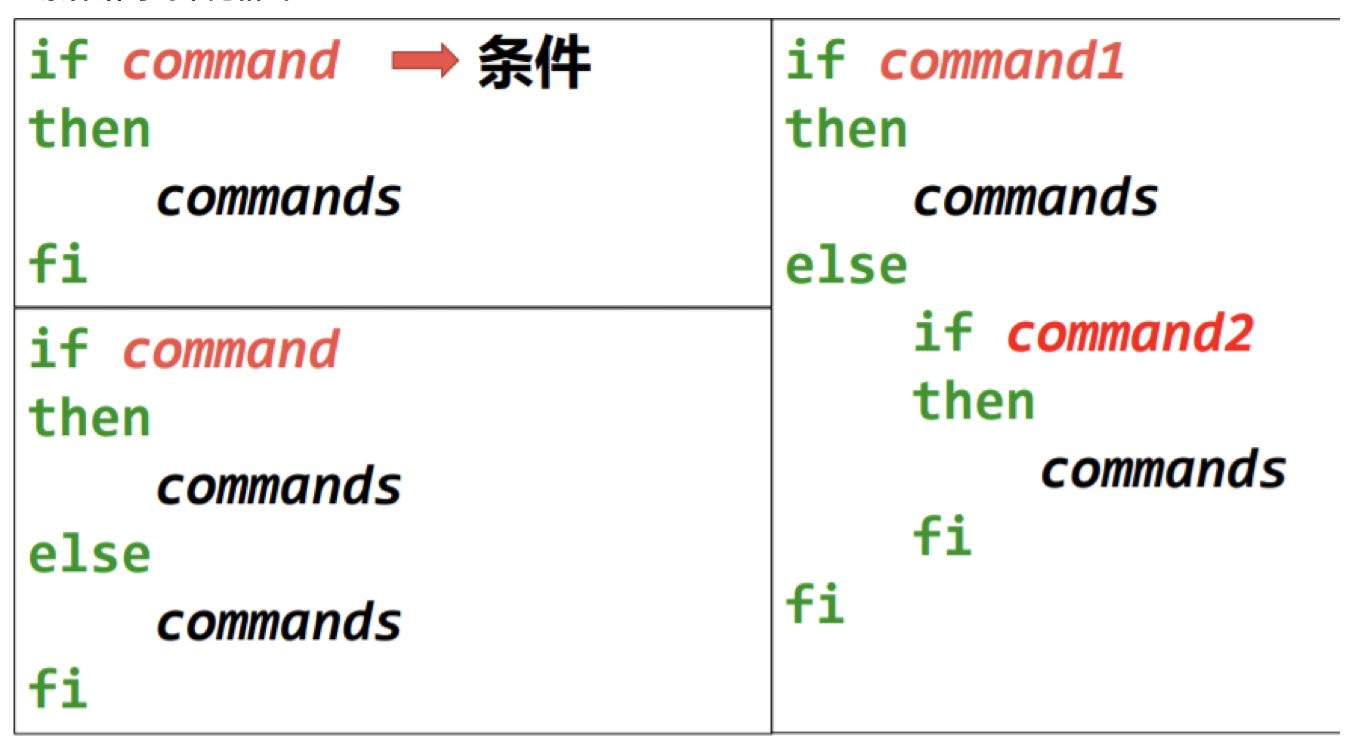 if command 条件
then
commands
fi
if command
then
commands
else
commands
fi
if command1
then
commands
else
if command2
then
commands
fi
fi